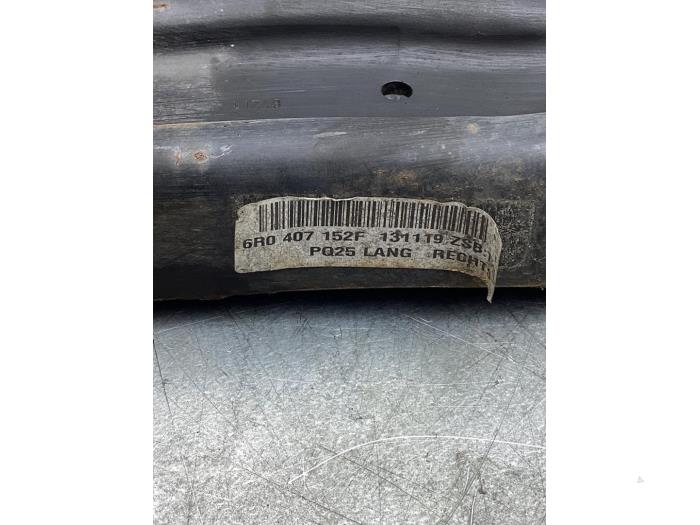 6R0 407 152F 131119 ZSB
PQ25 LANG RECHT